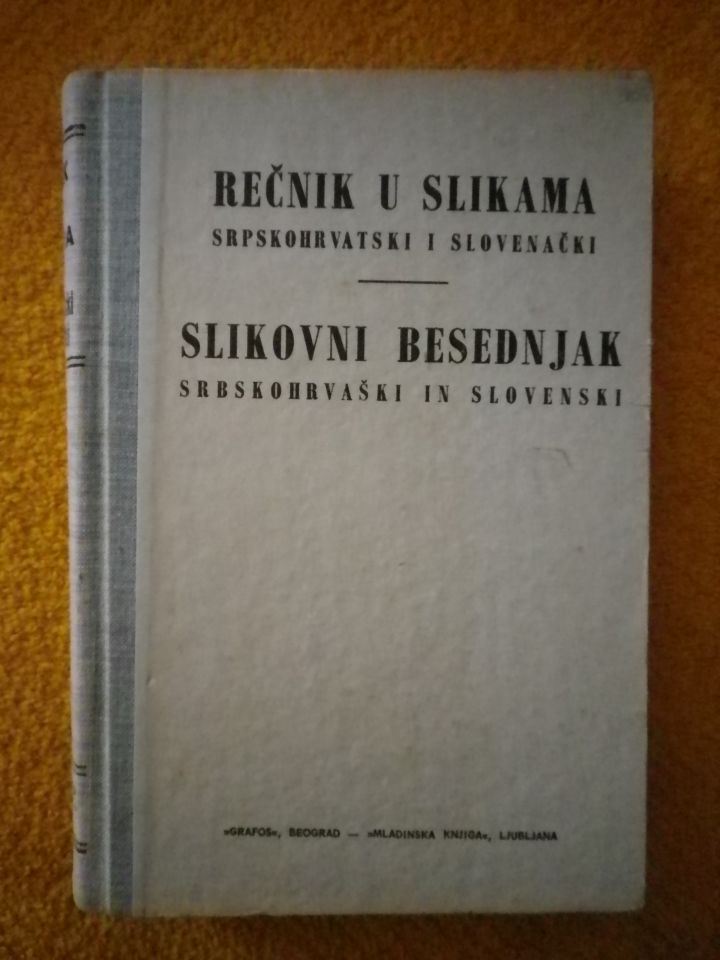 REČNIK U SLIKAMA
SRPSKOHRVATSKI I SLOVENAČKI
SLIKOVNI BESEDNJAK
SRBSKOHRVAŠKI IN SLOVENSKI
»GRAFOS«, BEOGRAD — »MLADINSKA KNJIGA«, LJUBLJANA